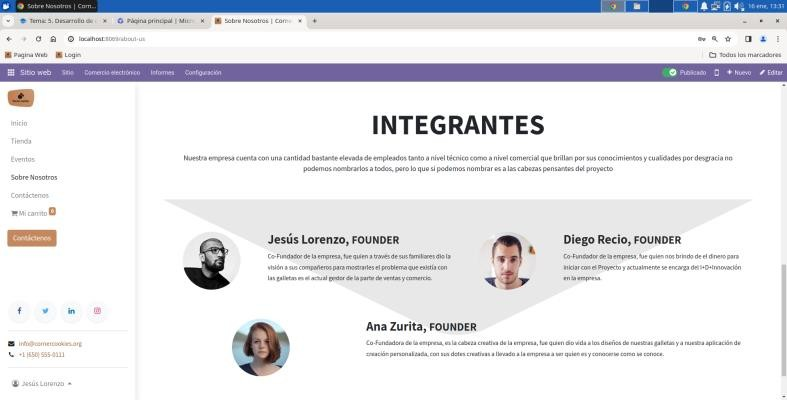 Sobre Nosotros | Corn...
16 ene, 13:31
Tema: 5. Desarrollo de
Página principal | Micro
Sobre Nosotros | Corne
localhost:8069/about-us
Pagina Web
Login
Todos los marcadores
Sitio web
Sitio
Comercio electrónico
Informes
Configuración
Publicado
Nuevo
Editar
Inicio
Tienda
Eventos
Sobre Nosotros
Contáctenos
Mi carrito 0
Contáctenos
info@cornercookies.org
+1 (650) 555-0111
Jesús Lorenzo
INTEGRANTES
Nuestra empresa cuenta con una cantidad bastante elevada de empleados tanto a nivel técnico como a nivel comercial que brillan por sus conocimientos y cualidades por desgracia no
podemos nombrarlos a todos, pero lo que si podemos nombrar es a las cabezas pensantes del proyecto
Jesús Lorenzo, FOUNDER
Co-Fundador de la empresa, fue quien a través de sus familiares dio la
visión a sus compañeros para mostrarles el problema que existía con
las galletas es el actual gestor de la parte de ventas y comercio.
Diego Recio, FOUNDER
Co-Fundador de la empresa, fue quien nos brindo de el dinero para
iniciar con el Proyecto y actualmente se encarga del I+D+Innovación
en la empresa.
Ana Zurita, FOUNDER
Co-Fundadora de la empresa, es la cabeza creativa de la empresa, fue quien dio vida a los diseños de nuestras galletas y a nuestra aplicación de
creación personalizada, con sus dotes creativas a llevado a la empresa a ser quien es y conocerse como se conoce.